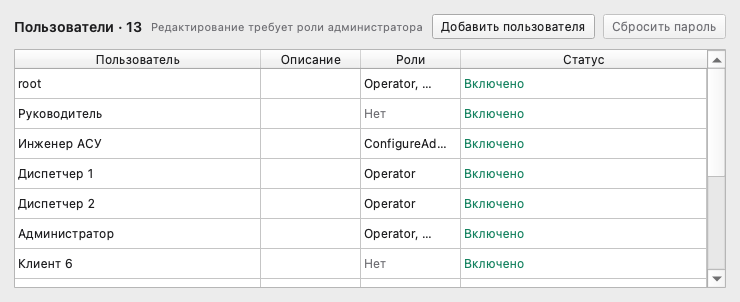 Пользователи · 13 Редактирование требует роли администратора Добавить пользователя Сбросить пароль
Пользователь Описание Роли Статус
root Operator, ... Включено
Руководитель Нет Включено
Инженер АСУ ConfigureAd... Включено
Диспетчер 1 Operator Включено
Диспетчер 2 Operator Включено
Администратор Operator, ... Включено
Клиент 6 Нет Включено